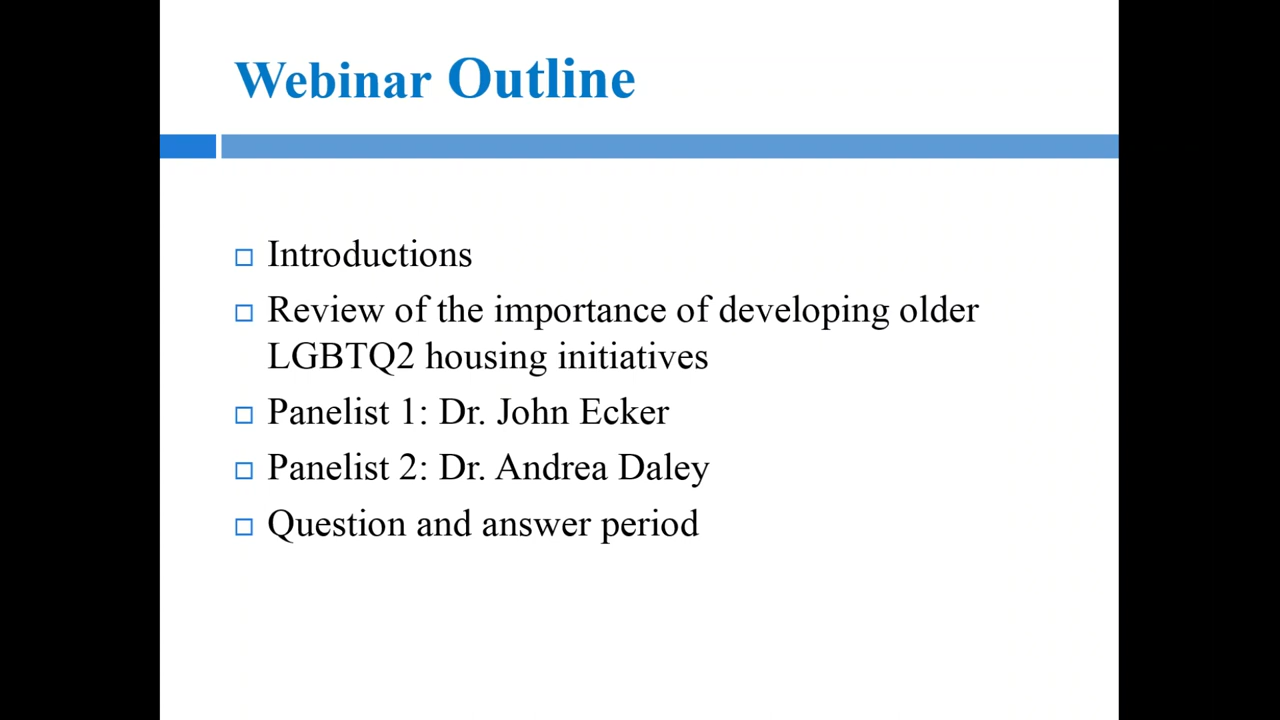 Webinar Outline
Introductions
Review of the importance of developing older
LGBTQ2 housing initiatives
Panelist 1: Dr. John Ecker
Panelist 2: Dr. Andrea Daley
Question and answer period